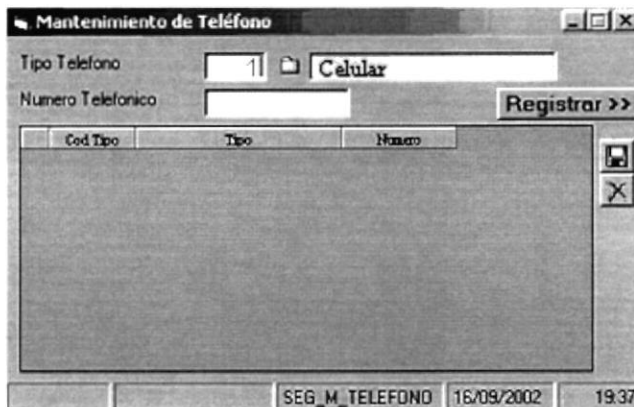 Mantenimiento de Teléfono
Tipo Telefono 1 Celular
Numero Telefonico
Registrar >>
Cod Tipo Tipo Numero
SEG_M_TELEFONO 16/09/2002 19:37